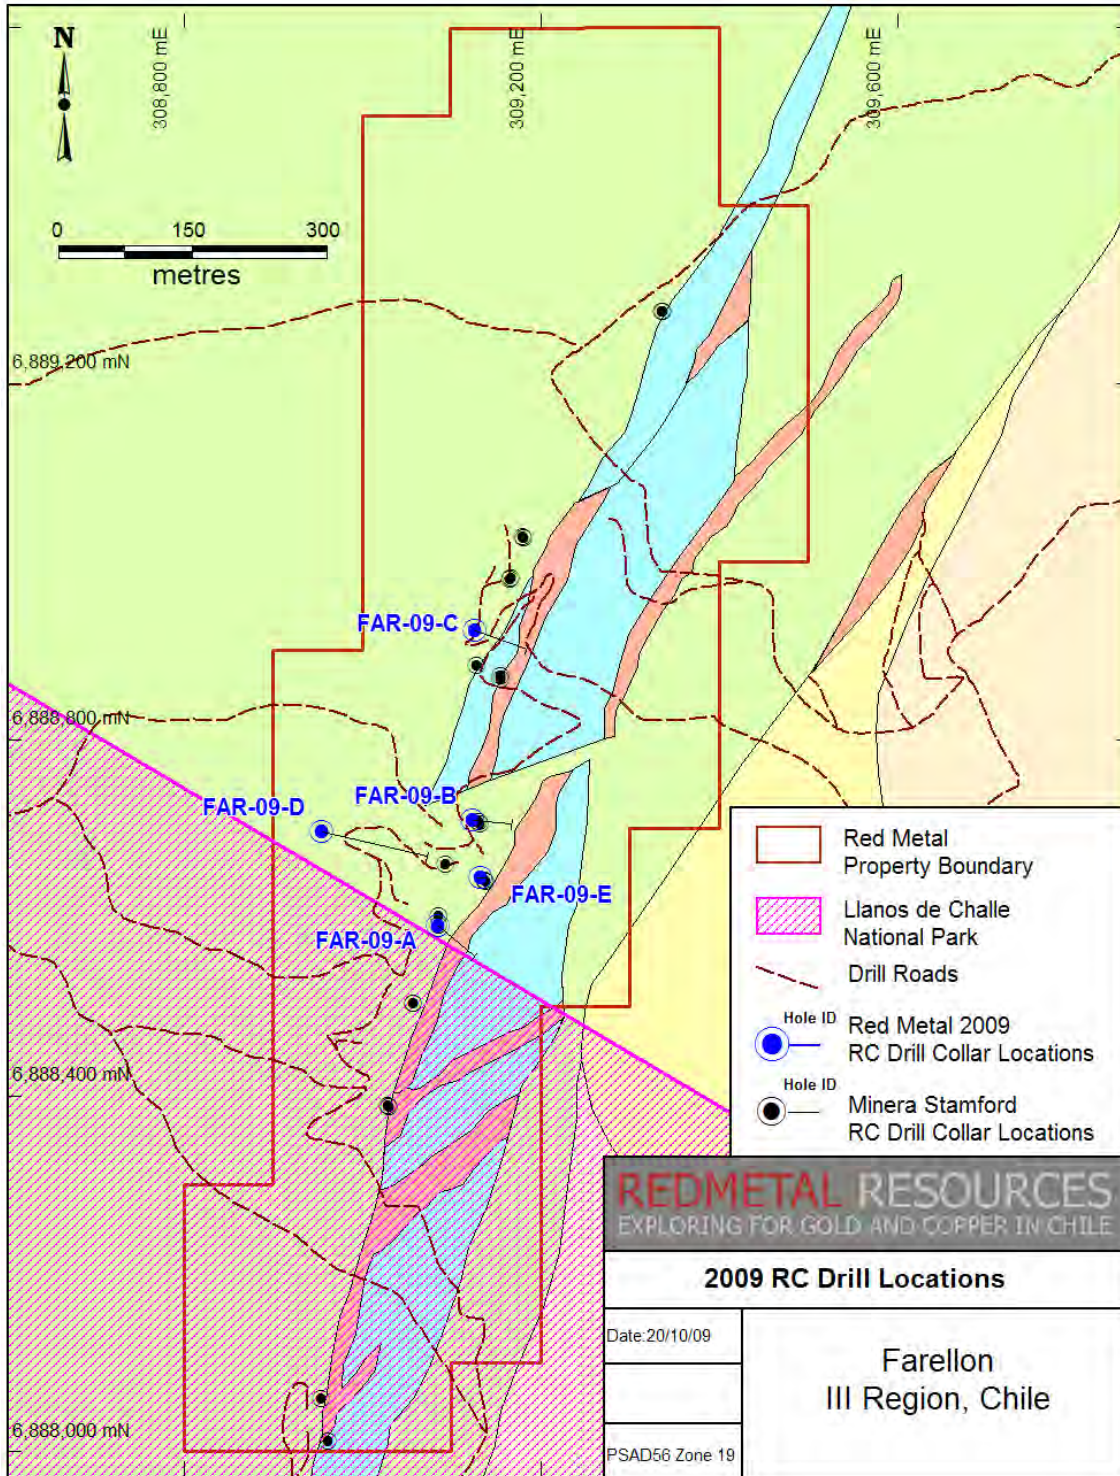 N
308,800 mE
309,200 mE
309,600 mE
0 150 300
metres
6,889,200 mN
FAR-09-C
6,888,800 mN
FAR-09-D
FAR-09-B
FAR-09-E
FAR-09-A
6,888,400 mN
6,888,000 mN
Red Metal
Property Boundary
Llanos de Challe
National Park
Drill Roads
Hole ID
Red Metal 2009
RC Drill Collar Locations
Hole ID
Minera Stamford
RC Drill Collar Locations
REDMETAL RESOURCES
EXPLORING FOR GOLD AND COPPER IN CHILE
2009 RC Drill Locations
Date:20/10/09
Farellon
III Region, Chile
PSAD56 Zone 19